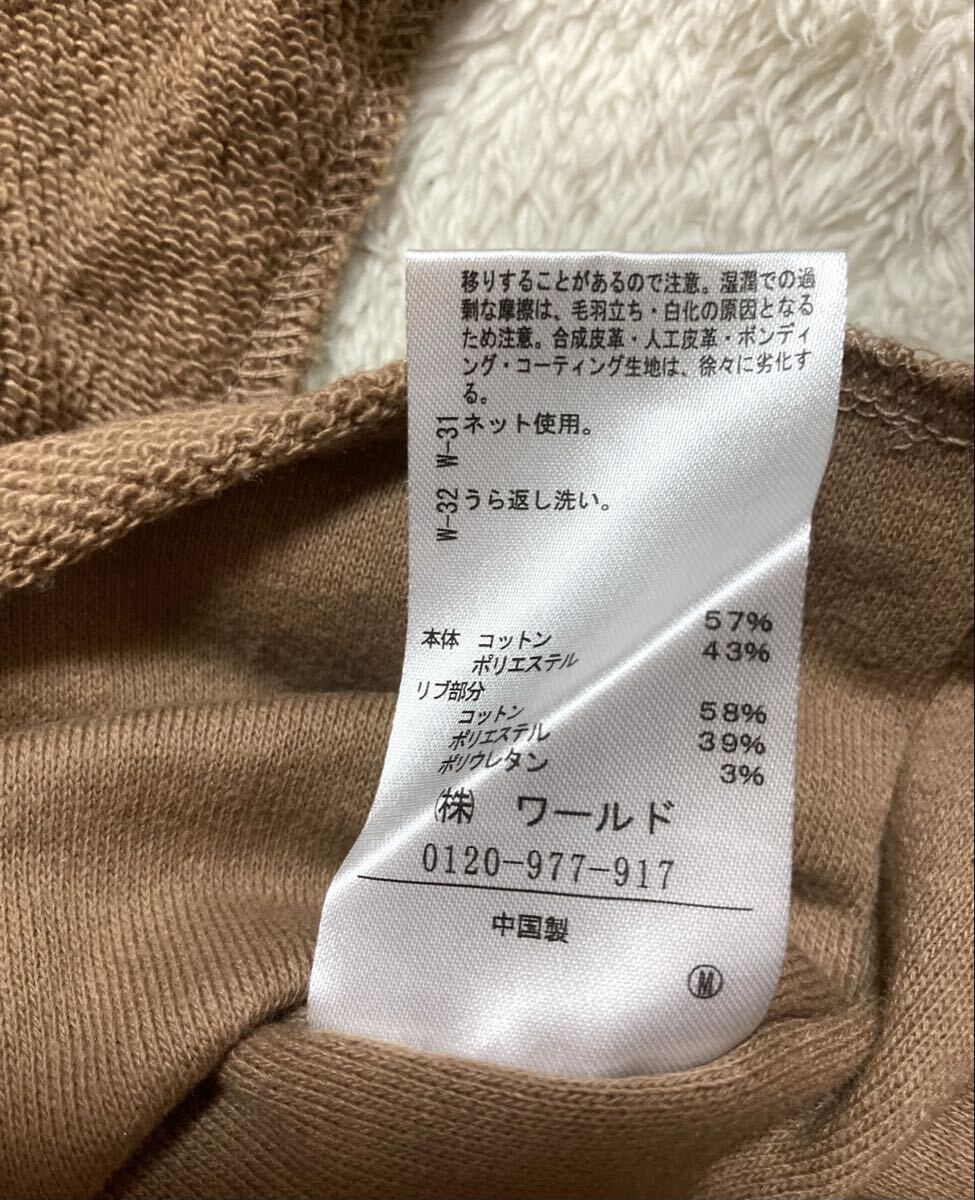 移りすることがあるので注意。湿潤での過
剰な摩擦は、毛羽立ち・白化の原因となる
ため注意。合成皮革・人工皮革・ボンディ
ング・コーティング生地は、徐々に劣化す
る。
W-31 ネット使用。
W-32 うら返し洗い。
本体 コットン 57%
ポリエステル 43%
リブ部分
コットン 58%
ポリエステル 39%
ポリウレタン 3%
㈱ ワールド
0120-977-917
中国製
Ⓜ